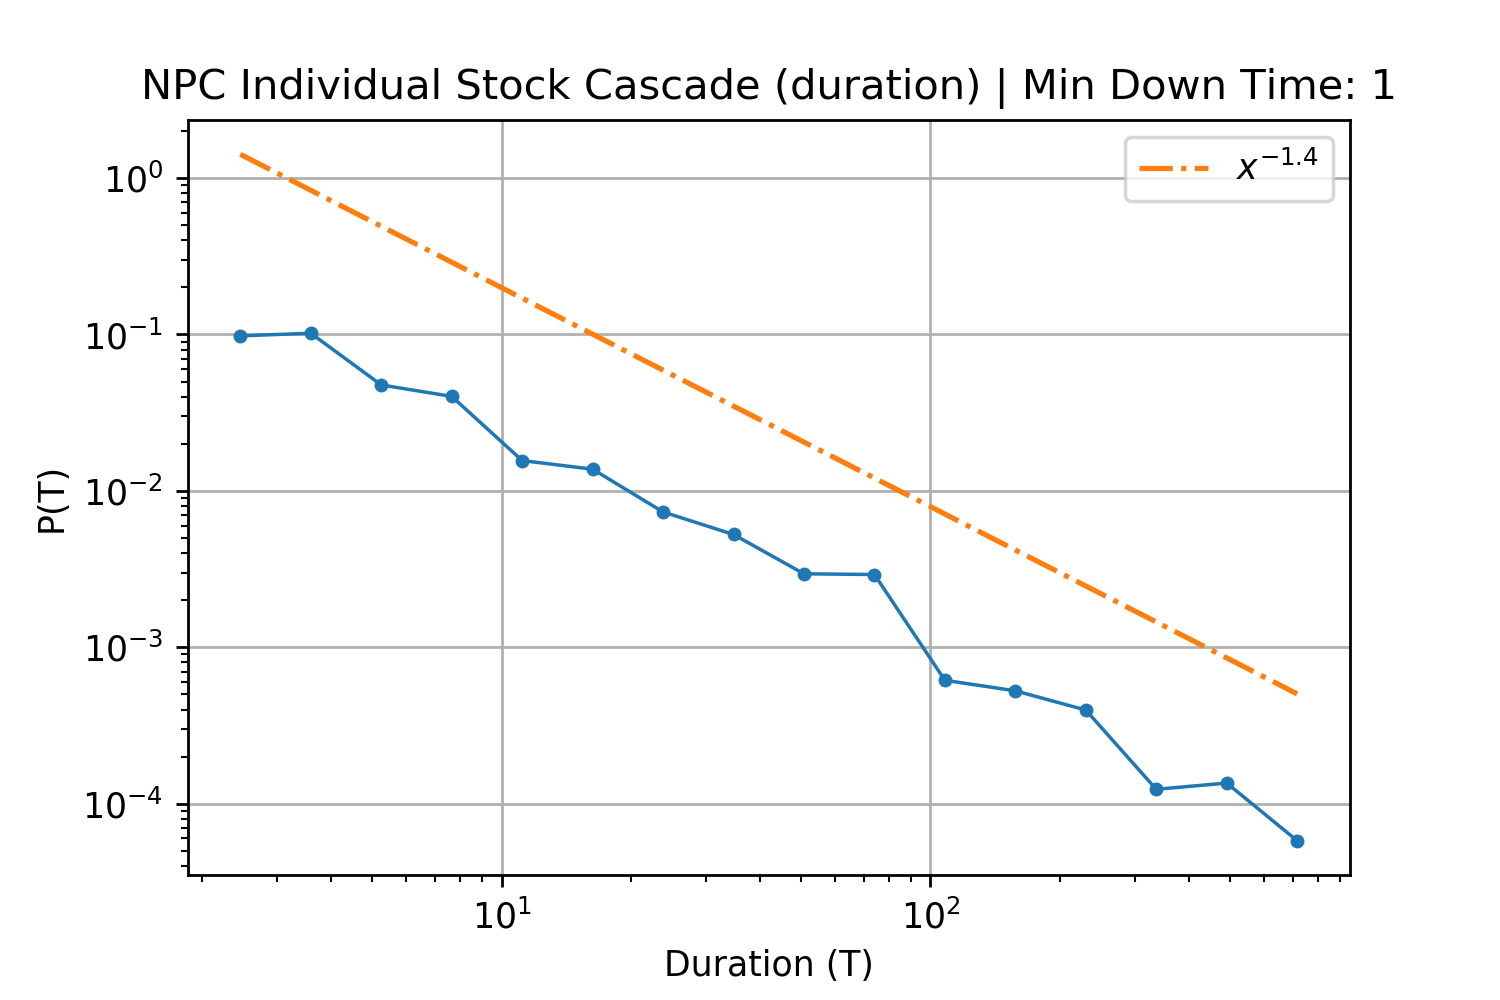 NPC Individual Stock Cascade (duration) | Min Down Time: 1
x^{-1.4}
P(T)
10^0
10^{-1}
10^{-2}
10^{-3}
10^{-4}
10^1
10^2
Duration (T)